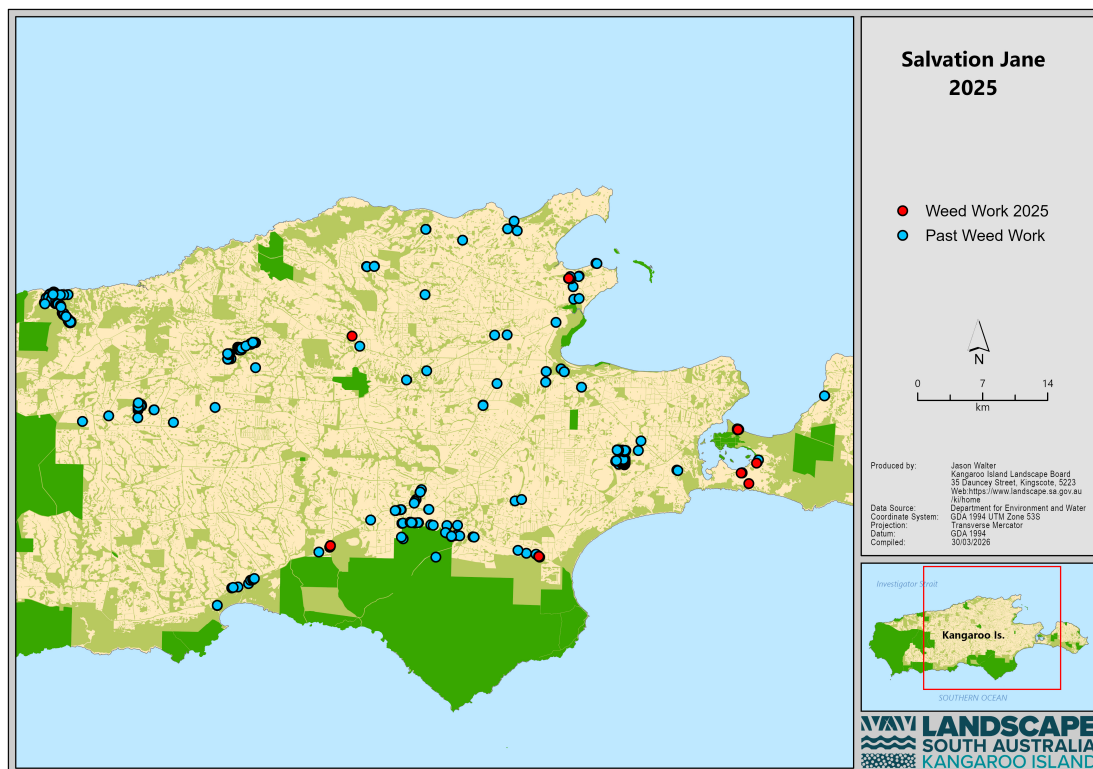 Salvation Jane
2025
Weed Work 2025
Past Weed Work
N
0 7 14
km
Produced by: Jason Walter
Kangaroo Island Landscape Board
35 Dauncey Street, Kingscote, 5223
Web:https://www.landscape.sa.gov.au
/ki/home
Data Source: Department for Environment and Water
Coordinate System: GDA 1994 UTM Zone 53S
Projection: Transverse Mercator
Datum: GDA 1994
Compiled: 30/03/2026
Investigator Strait
Kangaroo Is.
SOUTHERN OCEAN
LANDSCAPE
SOUTH AUSTRALIA
KANGAROO ISLAND